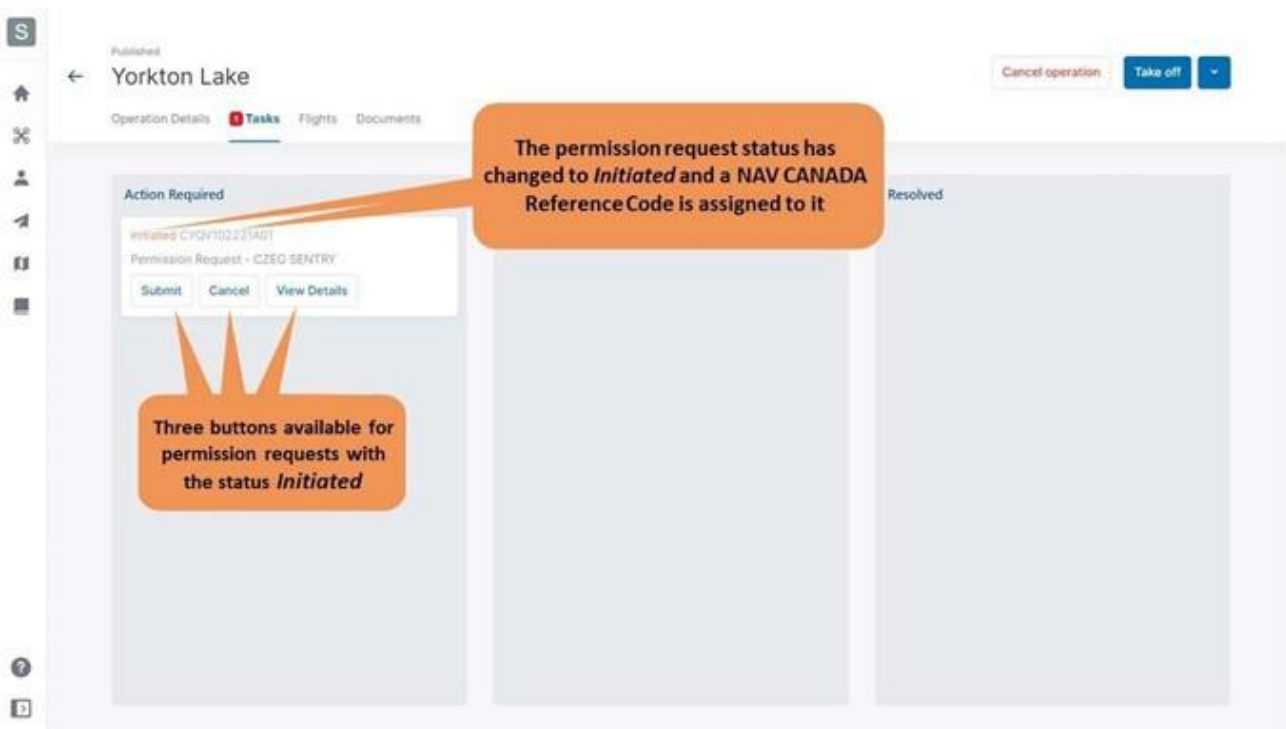 S
Published
Yorkton Lake
Cancel operation
Take off
Operation Details
1 Tasks
Flights
Documents
The permission request status has
changed to Initiated and a NAV CANADA
Reference Code is assigned to it
Action Required
Resolved
Initiated CYQV102221A01
Permission Request - CZEG SENTRY
Submit
Cancel
View Details
Three buttons available for
permission requests with
the status Initiated